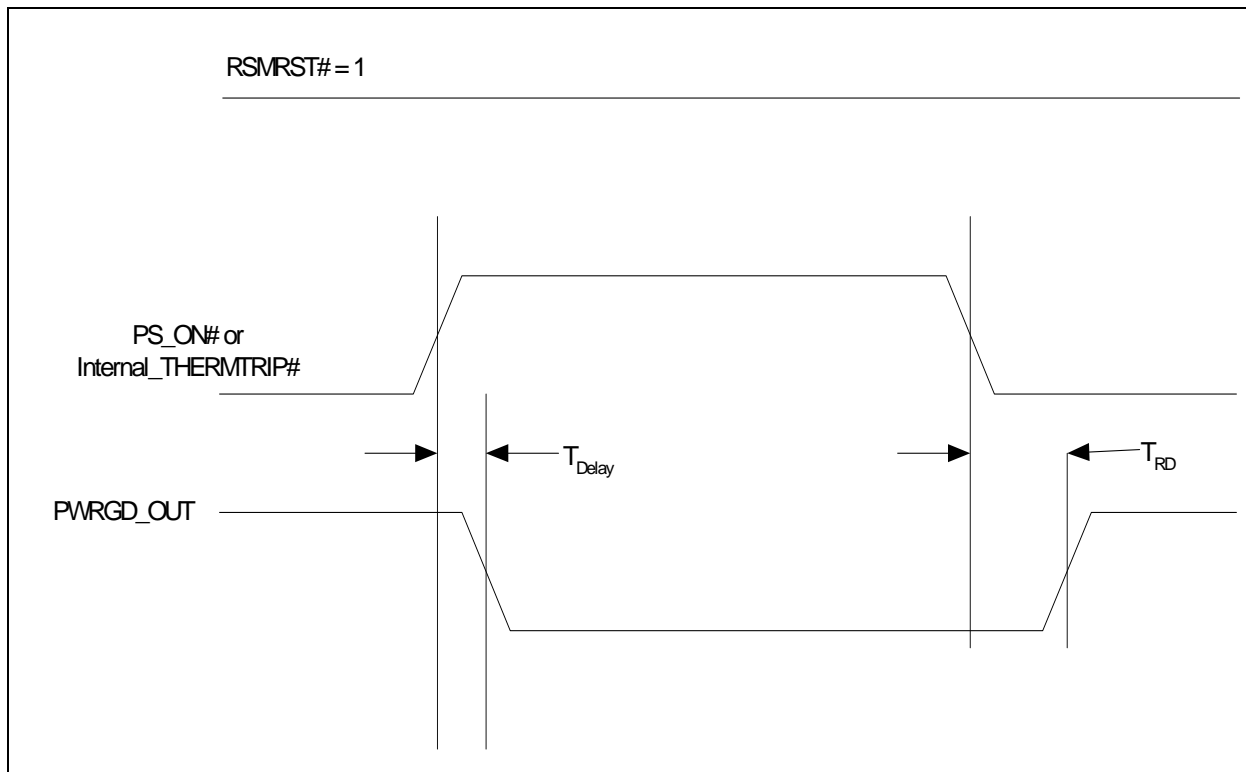 RSMRST# = 1
PS_ON# or
Internal_THERMTRIP#
TDelay
TRD
PWRGD_OUT